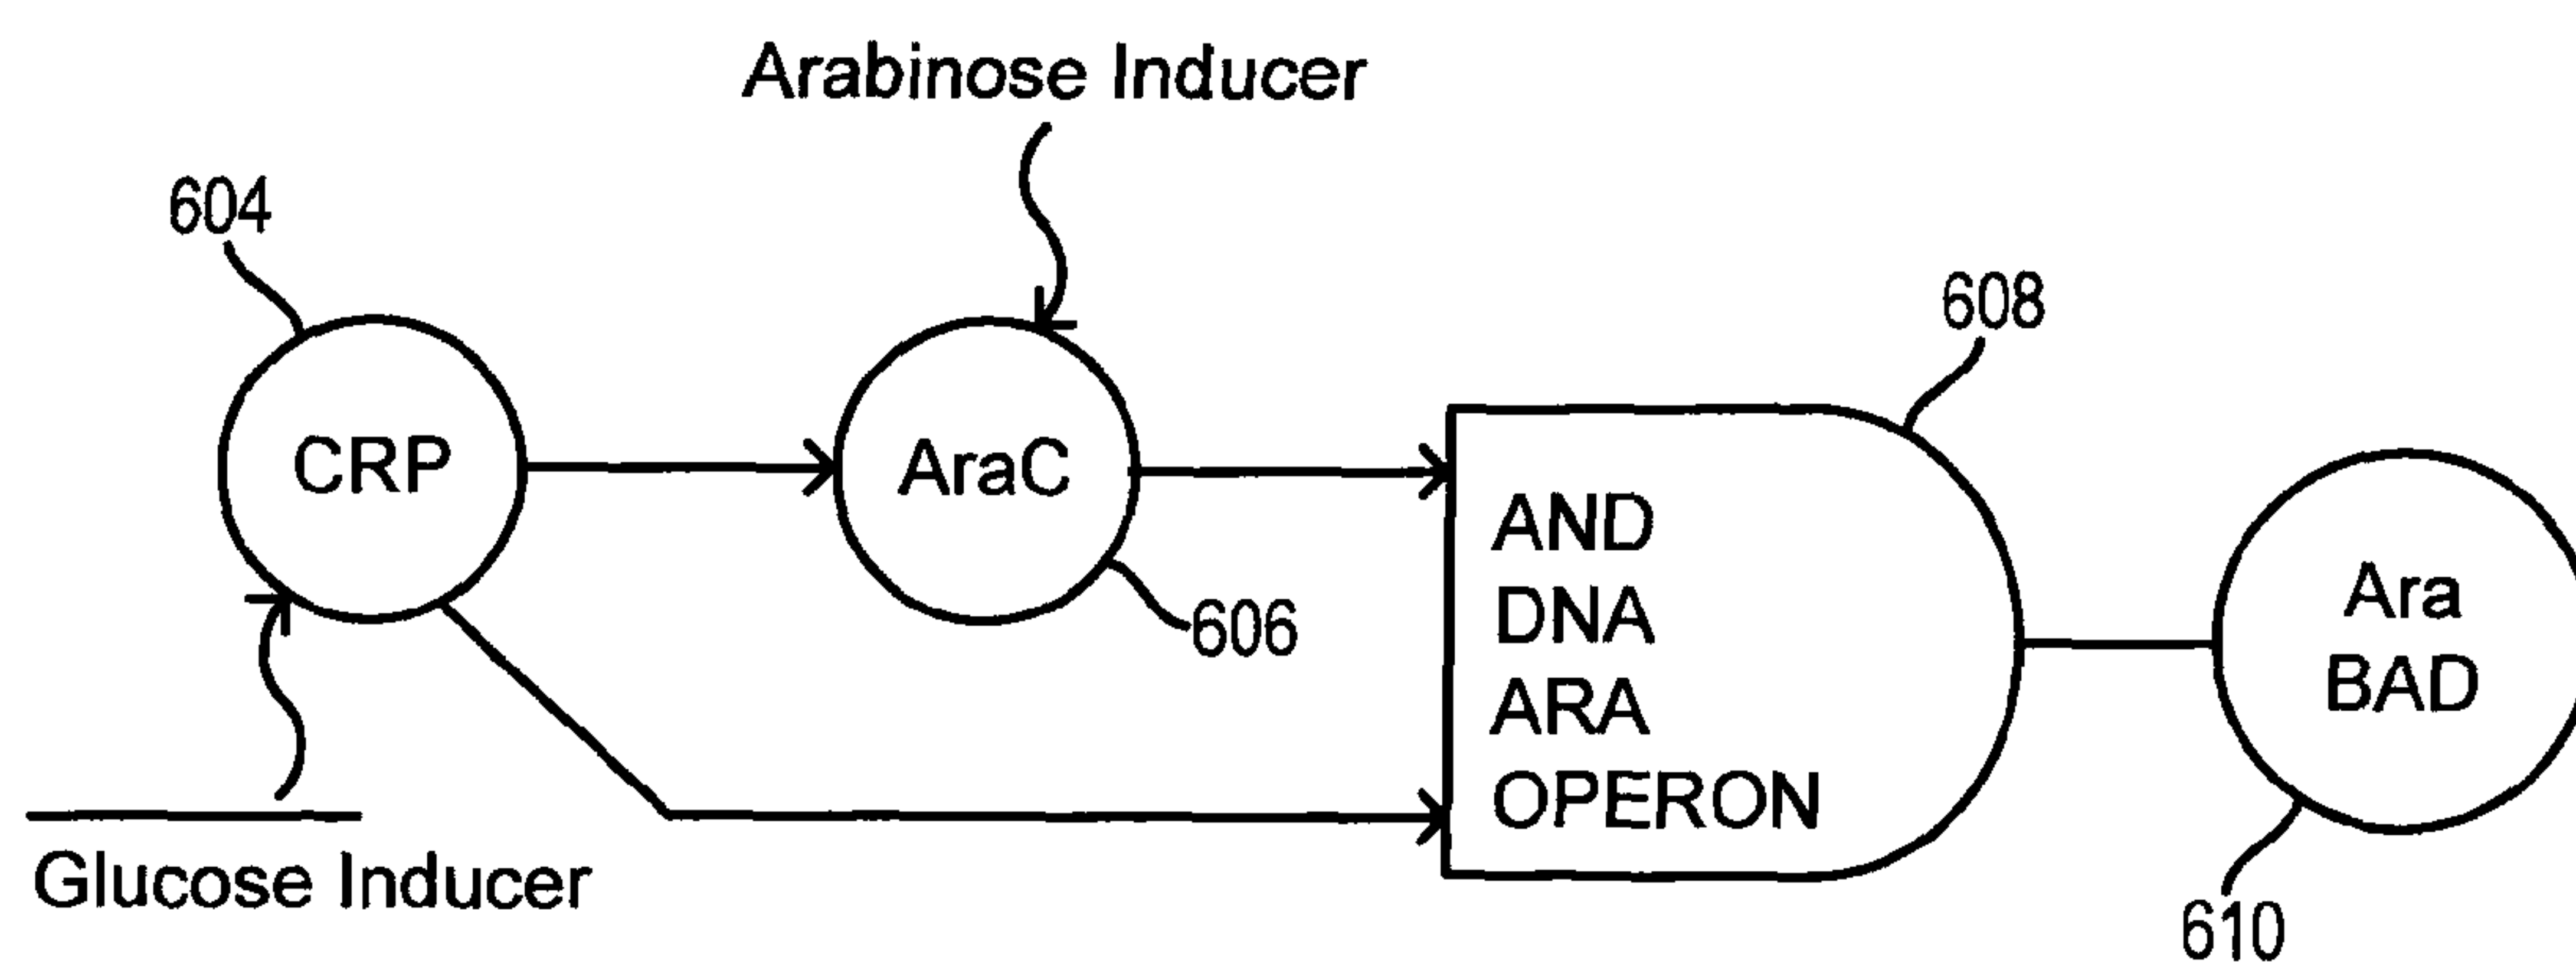 Arabinose Inducer
604
608
CRP
AraC
606
AND
DNA
ARA
OPERON
Ara
BAD
Glucose Inducer
610